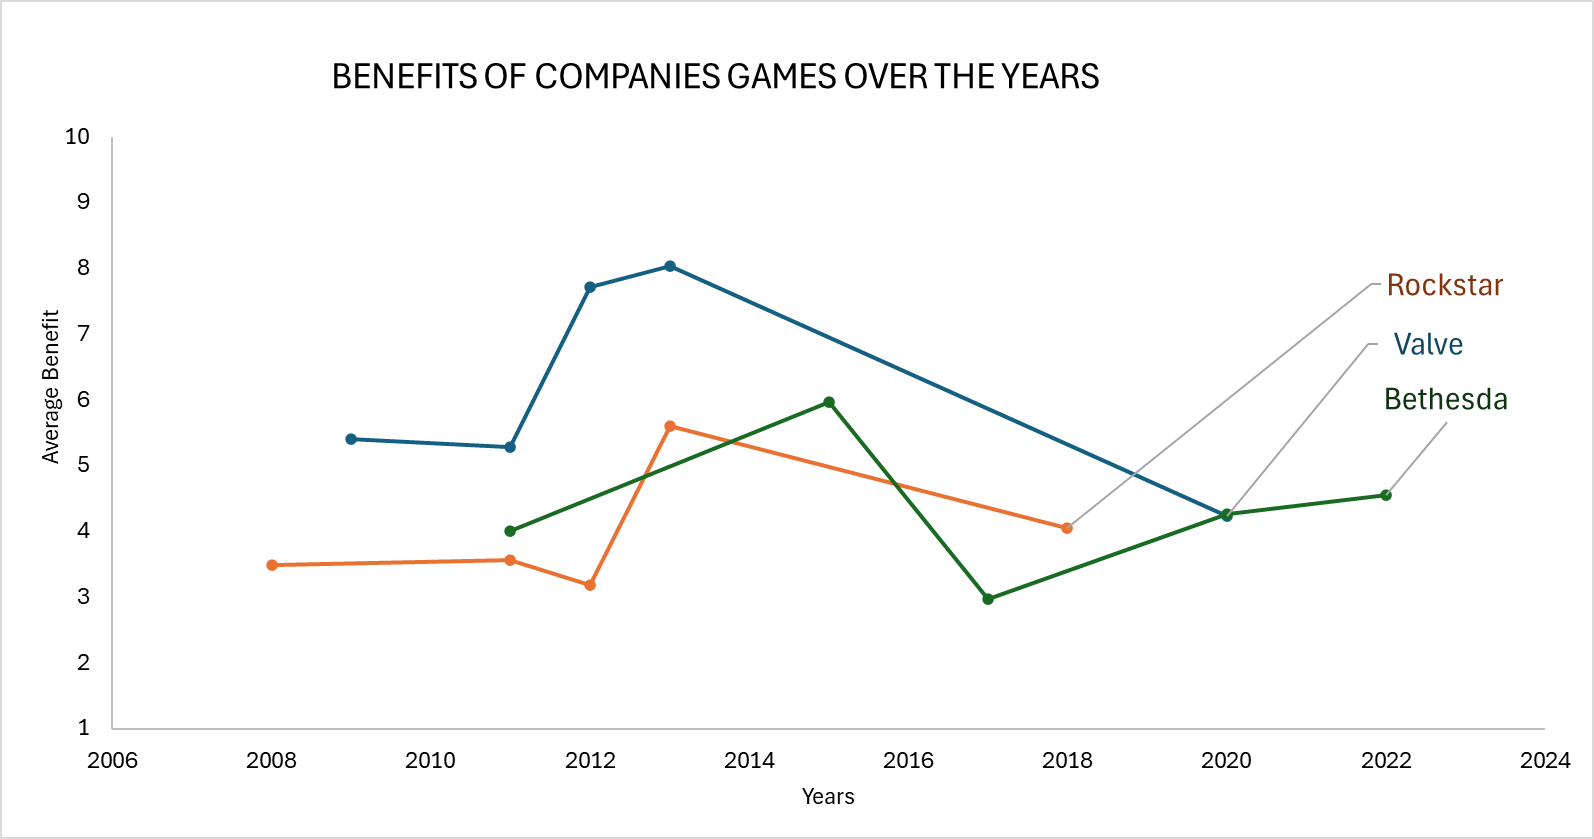 BENEFITS OF COMPANIES GAMES OVER THE YEARS
10
9
8
7
6
5
4
3
2
1
Average Benefit
Rockstar
Valve
Bethesda
2006 2008 2010 2012 2014 2016 2018 2020 2022 2024
Years